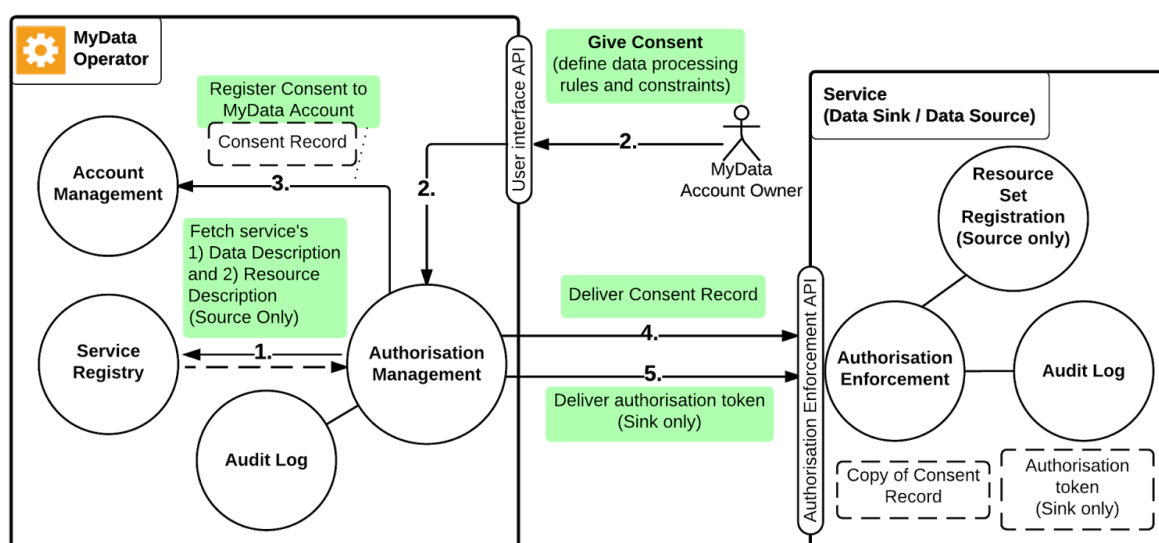 MyData
Operator
Register Consent to
MyData Account
Consent Record
Account
Management
3.
2.
Fetch service's
1) Data Description
and 2) Resource
Description
(Source Only)
Service
Registry
1.
Authorisation
Management
Audit Log
User interface API
Give Consent
(define data processing
rules and constraints)
2.
MyData
Account Owner
Deliver Consent Record
4.
5.
Deliver authorisation token
(Sink only)
Authorisation Enforcement API
Service
(Data Sink / Data Source)
Resource
Set
Registration
(Source only)
Authorisation
Enforcement
Audit Log
Copy of Consent
Record
Authorisation
token
(Sink only)